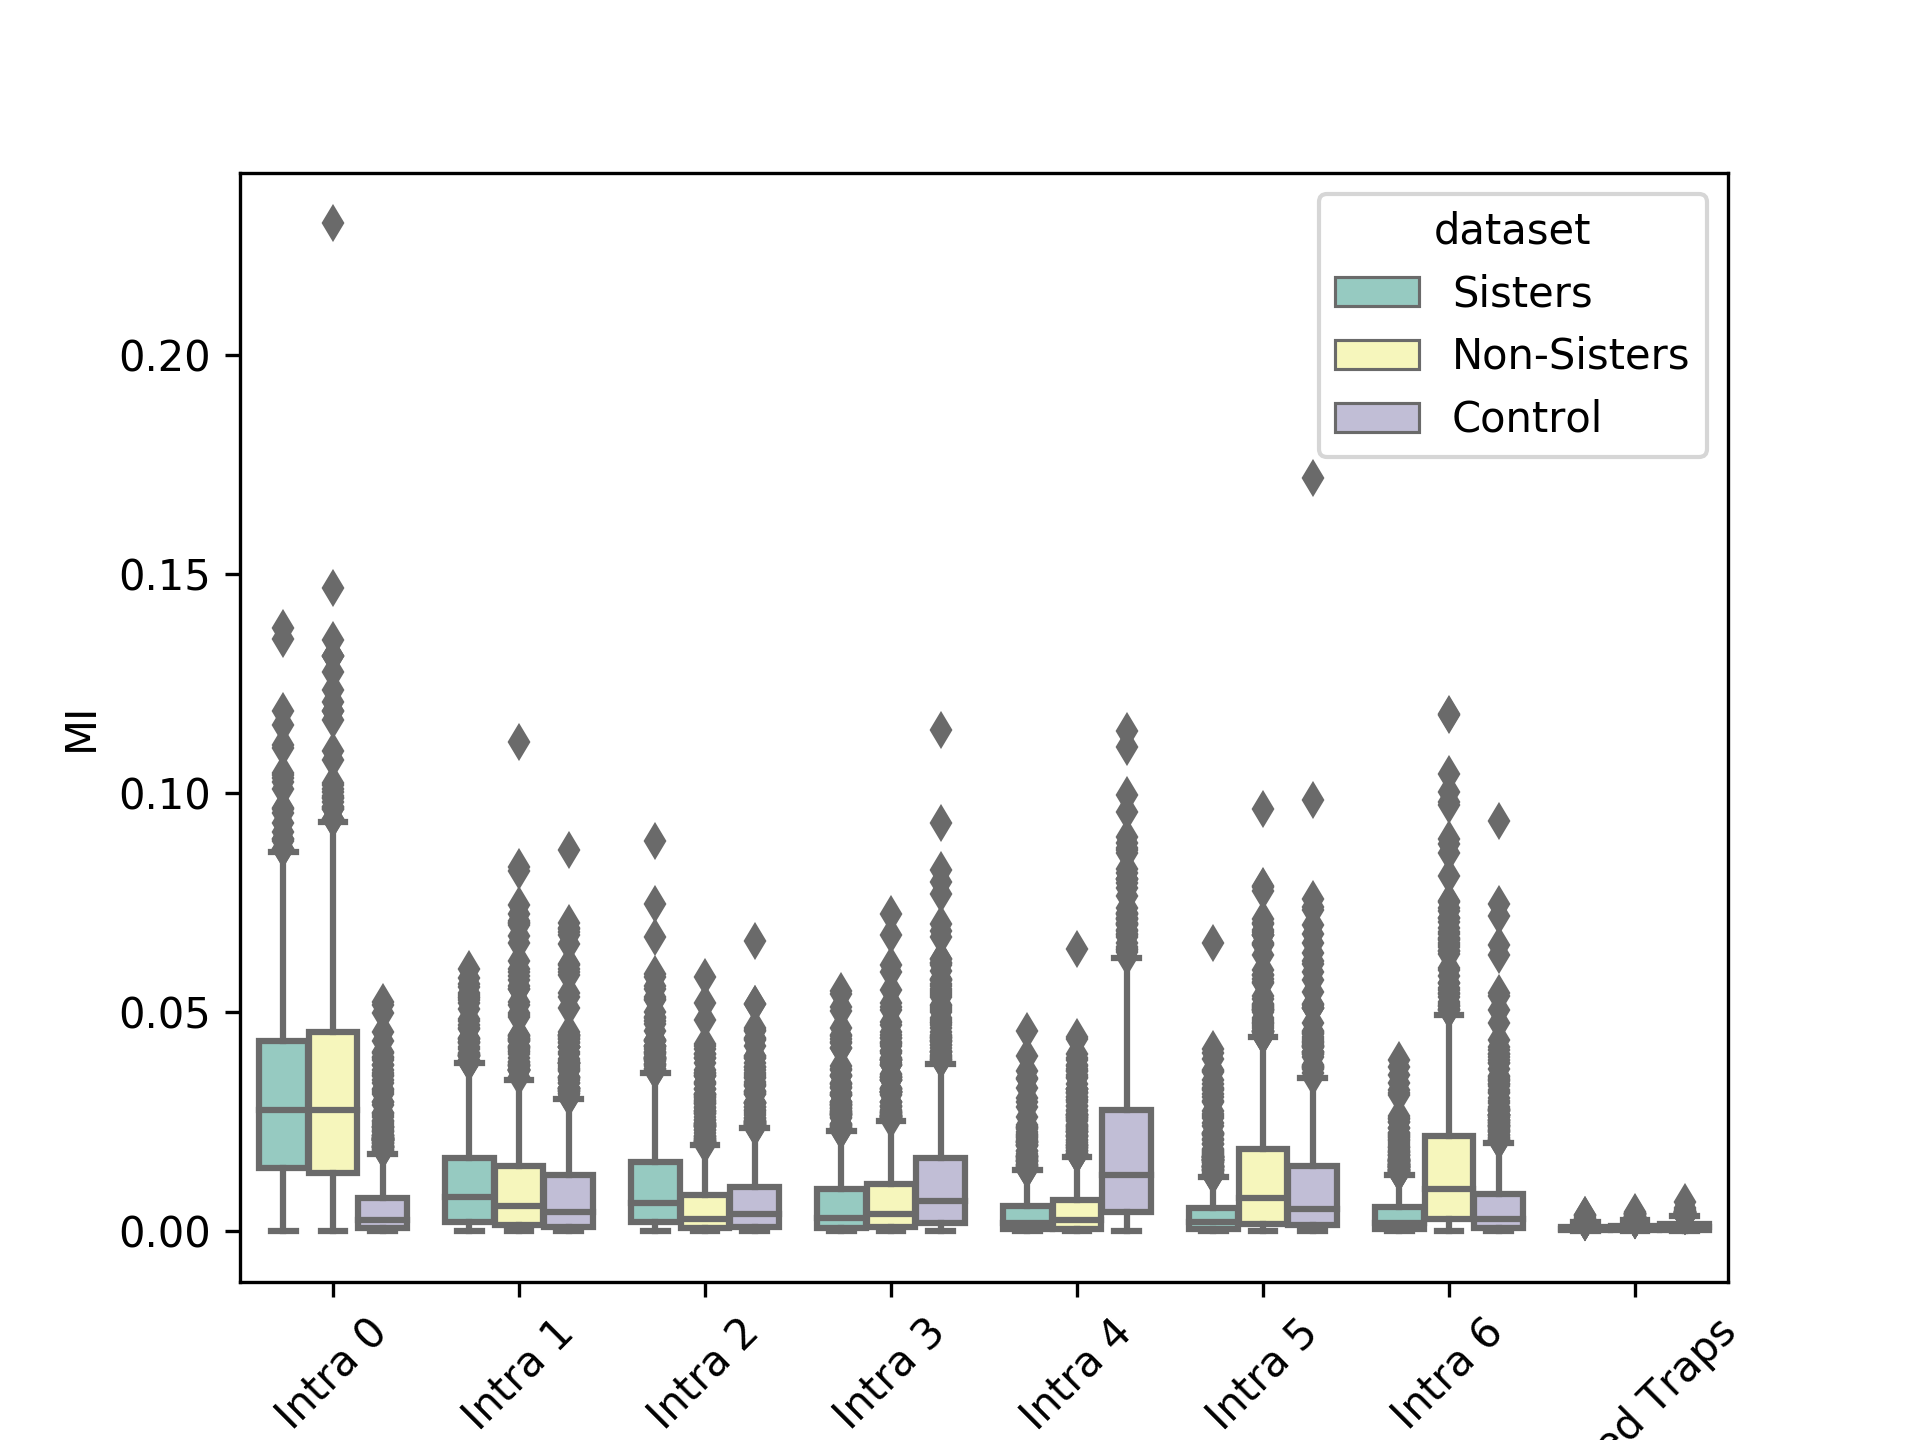 dataset
Sisters
Non-Sisters
Control
MI
0.20
0.15
0.10
0.05
0.00
Intra 0
Intra 1
Intra 2
Intra 3
Intra 4
Intra 5
Intra 6
Traps